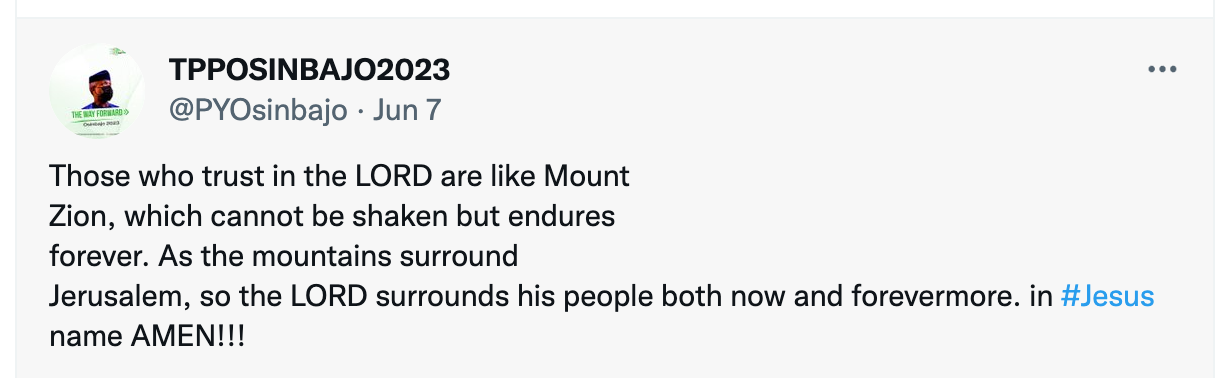 TPPOSINBAJO2023
@PYOsinbajo · Jun 7
THE WAY FORWARD
Osinbajo 2023
Those who trust in the LORD are like Mount
Zion, which cannot be shaken but endures
forever. As the mountains surround
Jerusalem, so the LORD surrounds his people both now and forevermore. in #Jesus
name AMEN!!!